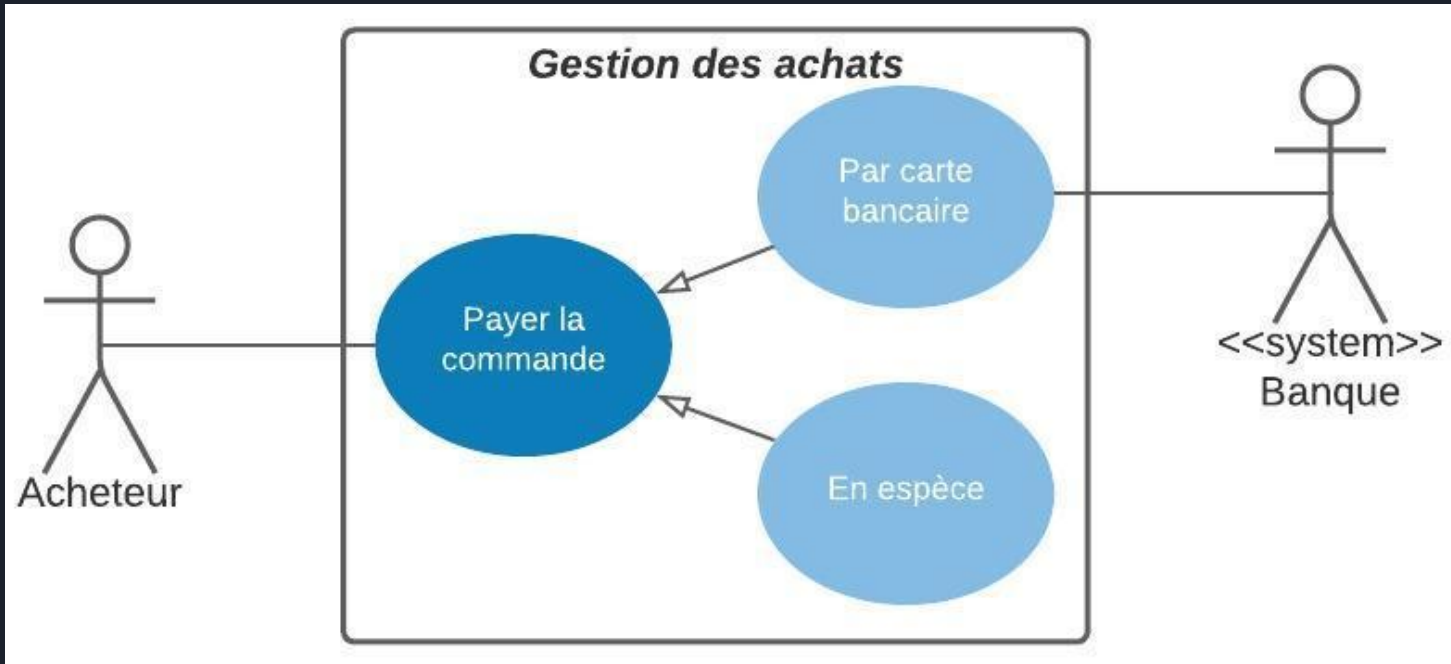 Gestion des achats
Par carte
bancaire
Payer la
commande
En espèce
Acheteur
<<system>>
Banque